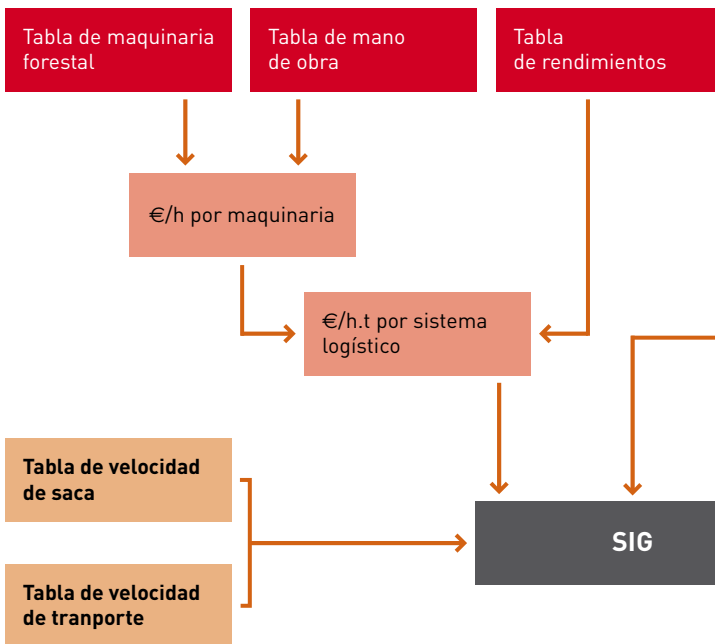 Tabla de maquinaria
forestal
Tabla de mano
de obra
Tabla
de rendimientos
€/h por maquinaria
€/h.t por sistema
logístico
Tabla de velocidad
de saca
SIG
Tabla de velocidad
de tranporte